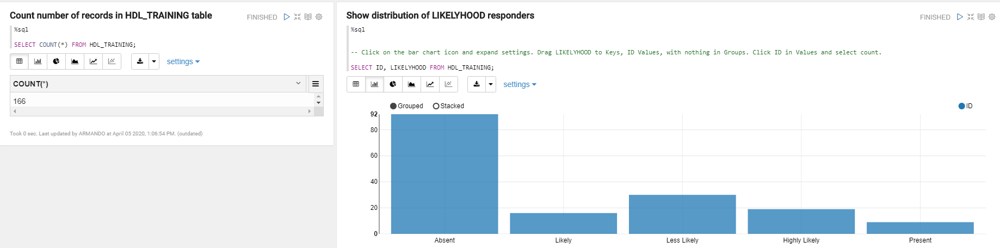 Count number of records in HDL_TRAINING table
FINISHED
%sql
SELECT COUNT(*) FROM HDL_TRAINING;
settings
COUNT(*)
166
Took 0 sec. Last updated by ARMANDO at April 05 2020, 1:06:54 PM. (outdated)
Show distribution of LIKELYHOOD responders
FINISHED
%sql
-- Click on the bar chart icon and expand settings. Drag LIKELYHOOD to Keys, ID Values, with nothing in Groups. Click ID in Values and select count.
SELECT ID, LIKELYHOOD FROM HDL_TRAINING;
settings
Grouped Stacked ID
92
80
60
40
20
0
Absent Likely Less Likely Highly Likely Present